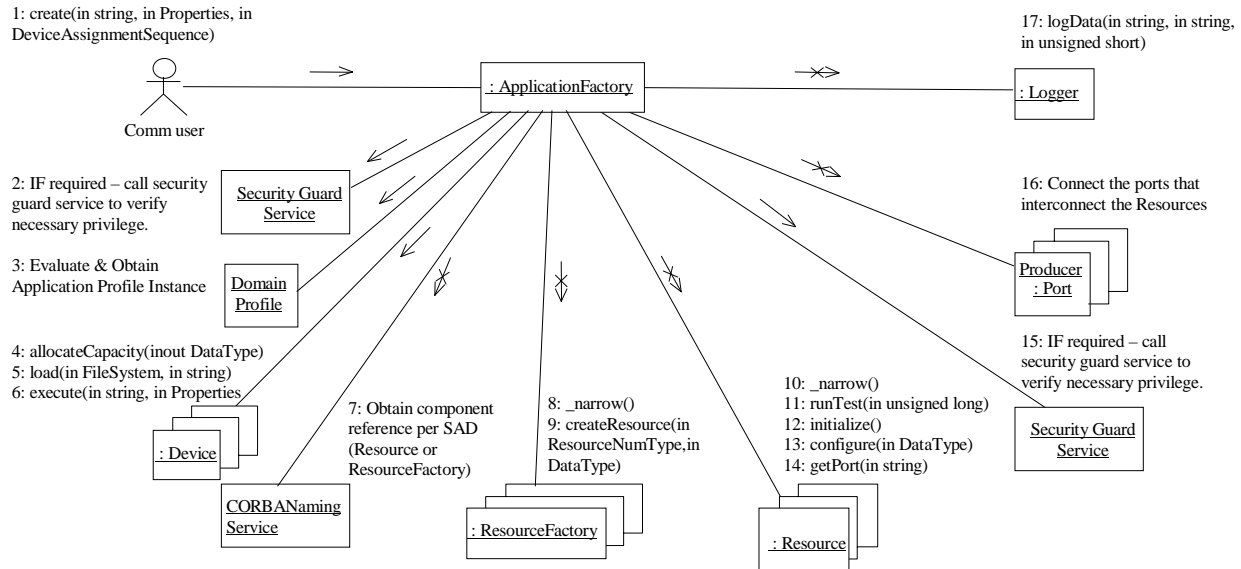 1: create(in string, in Properties, in
DeviceAssignmentSequence)
17: logData(in string, in string,
in unsigned short)
: ApplicationFactory
: Logger
Comm user
2: IF required – call security
guard service to verify
necessary privilege.
Security Guard
Service
16: Connect the ports that
interconnect the Resources
3: Evaluate & Obtain
Application Profile Instance
Domain
Profile
Producer
: Port
4: allocateCapacity(inout DataType)
5: load(in FileSystem, in string)
6: execute(in string, in Properties
15: IF required – call
security guard service to
verify necessary privilege.
: Device
7: Obtain component
reference per SAD
(Resource or
ResourceFactory)
8: _narrow()
9: createResource(in
ResourceNumType,in
DataType)
10: _narrow()
11: runTest(in unsigned long)
12: initialize()
13: configure(in DataType)
14: getPort(in string)
Security Guard
Service
CORBANaming
Service
: ResourceFactory
: Resource